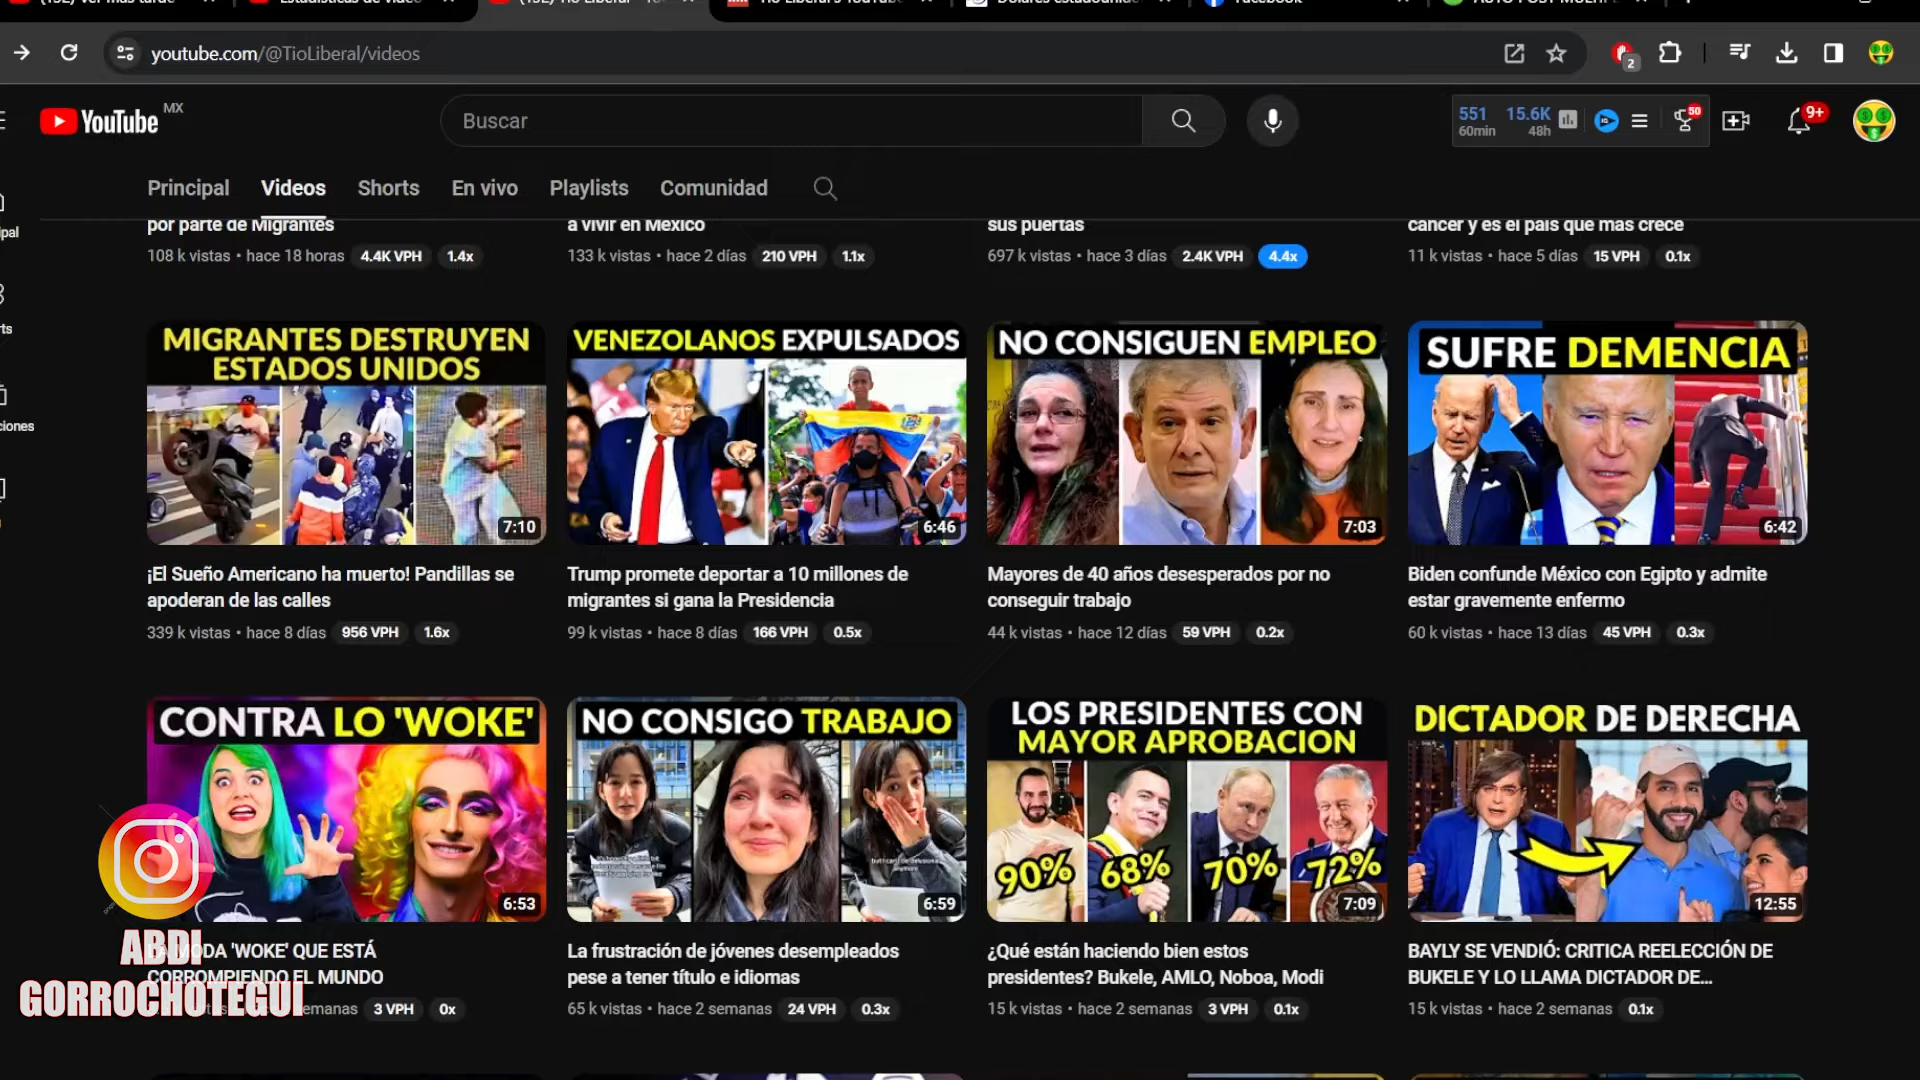 youtube.com/@TioLiberal/videos
2
YouTube MX
Buscar
551 15.6K
60min 48h
50
9+
Principal Videos Shorts En vivo Playlists Comunidad
por parte de Migrantes
108 k vistas • hace 18 horas 4.4K VPH 1.4x
a vivir en México
133 k vistas • hace 2 días 210 VPH 1.1x
sus puertas
697 k vistas • hace 3 días 2.4K VPH 4.4x
cáncer y es el país que más crece
11 k vistas • hace 5 días 15 VPH 0.1x
MIGRANTES DESTRUYEN
ESTADOS UNIDOS
7:10
¡El Sueño Americano ha muerto! Pandillas se
apoderan de las calles
339 k vistas • hace 8 días 956 VPH 1.6x
VENEZOLANOS EXPULSADOS
6:46
Trump promete deportar a 10 millones de
migrantes si gana la Presidencia
99 k vistas • hace 8 días 166 VPH 0.5x
NO CONSIGUEN EMPLEO
7:03
Mayores de 40 años desesperados por no
conseguir trabajo
44 k vistas • hace 12 días 59 VPH 0.2x
SUFRE DEMENCIA
6:42
Biden confunde México con Egipto y admite
estar gravemente enfermo
60 k vistas • hace 13 días 45 VPH 0.3x
CONTRA LO 'WOKE'
6:53
MODA 'WOKE' QUE ESTÁ
CORROMPIENDO EL MUNDO
3 VPH 0x
NO CONSIGO TRABAJO
6:59
La frustración de jóvenes desempleados
pese a tener título e idiomas
65 k vistas • hace 2 semanas 24 VPH 0.3x
LOS PRESIDENTES CON
MAYOR APROBACION
90% 68% 70% 72%
7:09
¿Qué están haciendo bien estos
presidentes? Bukele, AMLO, Noboa, Modi
15 k vistas • hace 2 semanas 3 VPH 0.1x
DICTADOR DE DERECHA
12:55
BAYLY SE VENDIÓ: CRITICA REELECCIÓN DE
BUKELE Y LO LLAMA DICTADOR DE...
15 k vistas • hace 2 semanas 0.1x
ABDI
GORROCHOTEGUI